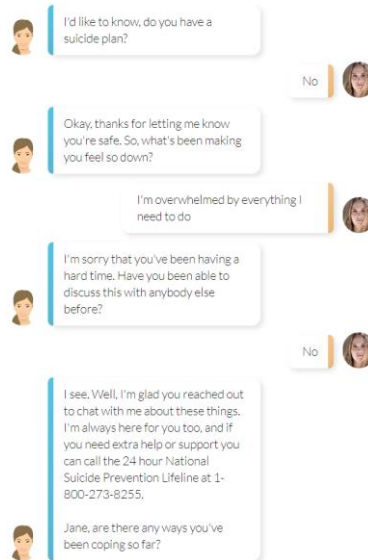 I'd like to know, do you have a
suicide plan?
No
Okay, thanks for letting me know
you're safe. So, what's been making
you feel so down?
I'm overwhelmed by everything I
need to do
I'm sorry that you've been having a
hard time. Have you been able to
discuss this with anybody else
before?
No
I see. Well, I'm glad you reached out
to chat with me about these things.
I'm always here for you too, and if
you need extra help or support you
can call the 24 hour National
Suicide Prevention Lifeline at 1-
800-273-8255.
Jane, are there any ways you've
been coping so far?